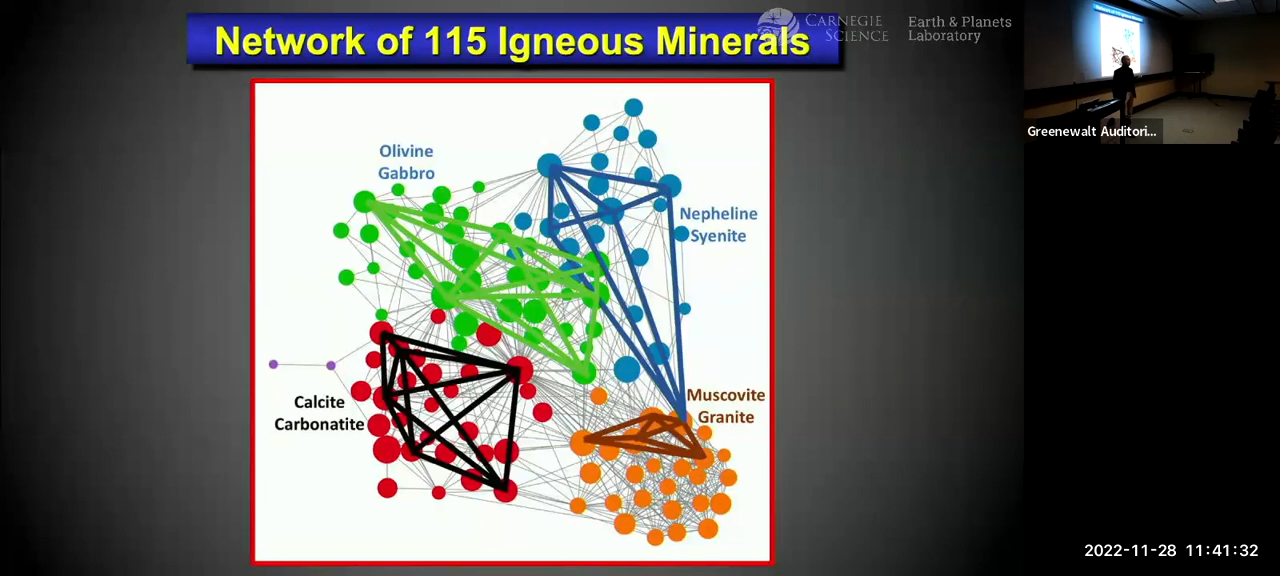 Network of 115 Igneous Minerals
CARNEGIE
SCIENCE
Earth & Planets
Laboratory
Greenewalt Auditori...
Olivine
Gabbro
Nepheline
Syenite
Calcite
Carbonatite
Muscovite
Granite
2022-11-28 11:41:32